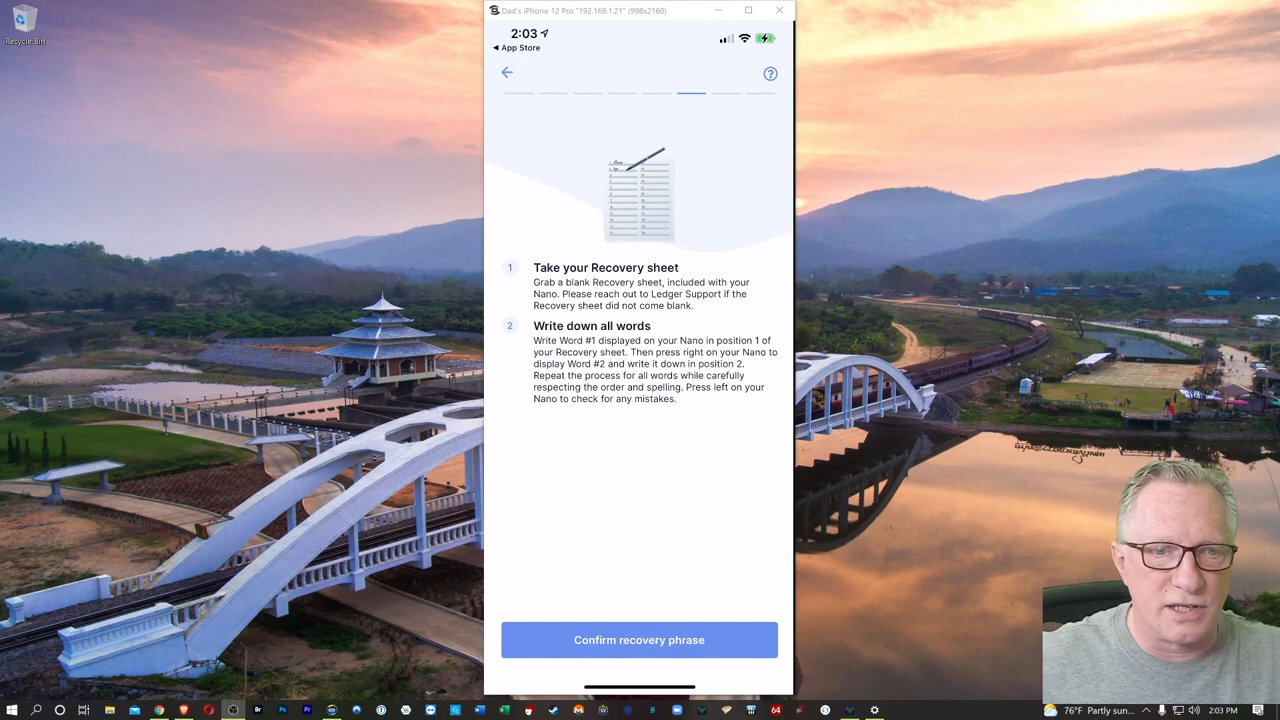 Recycle Bin
Dad's iPhone 12 Pro "192.168.1.21" (998x2160)
2:03
◀ App Store
?
1
Take your Recovery sheet
Grab a blank Recovery sheet, included with your
Nano. Please reach out to Ledger Support if the
Recovery sheet did not come blank.
2
Write down all words
Write Word #1 displayed on your Nano in position 1 of
your Recovery sheet. Then press right on your Nano to
display Word #2 and write it down in position 2.
Repeat the process for all words while carefully
respecting the order and spelling. Press left on your
Nano to check for any mistakes.
Confirm recovery phrase
Br
Ps
Pr
64
76°F Partly sun...
2:03 PM